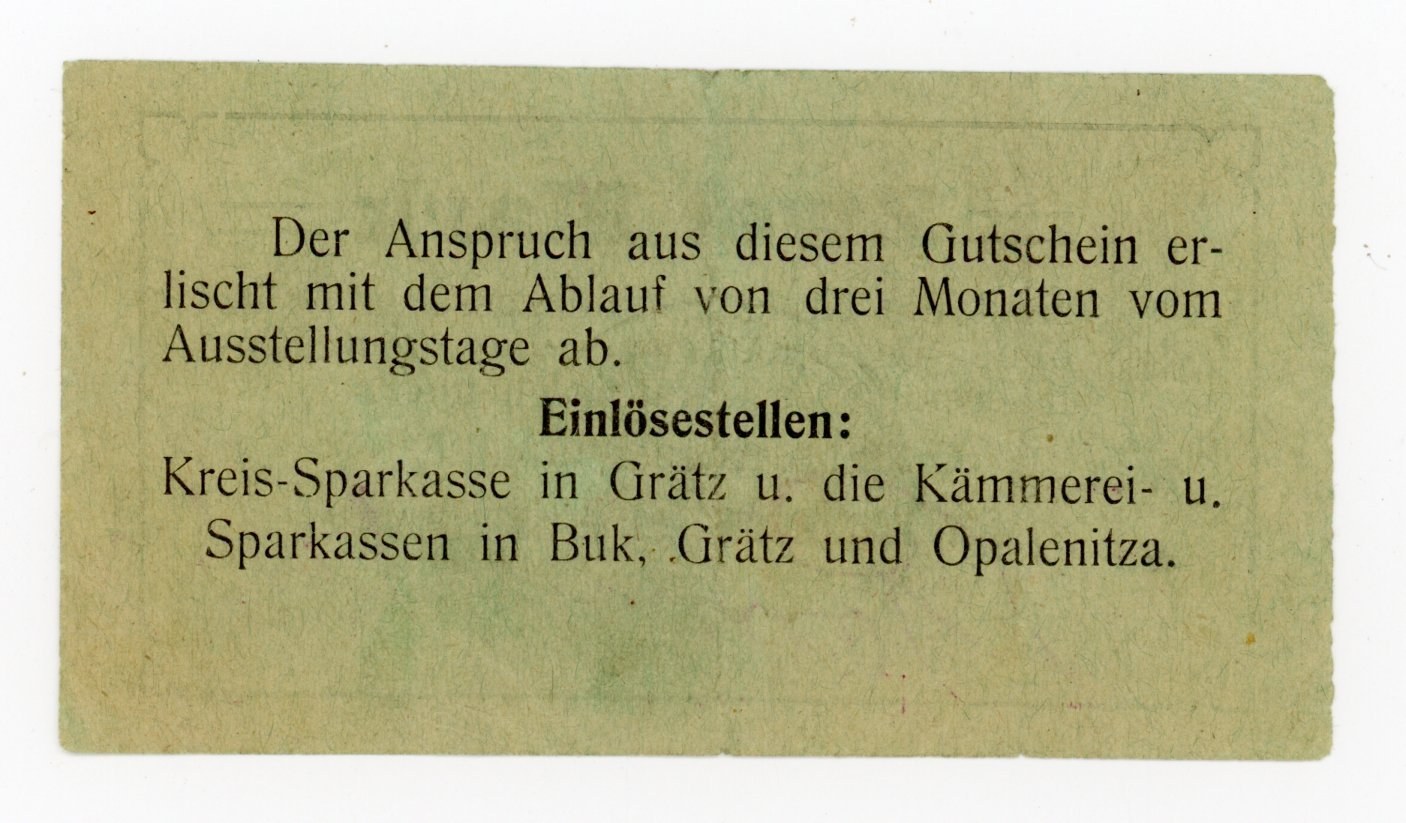 Der Anspruch aus diesem Gutschein er-
lischt mit dem Ablauf von drei Monaten vom
Ausstellungstage ab.
Einlösestellen:
Kreis-Sparkasse in Grätz u. die Kämmerei- u.
Sparkassen in Buk, Grätz und Opalenitza.